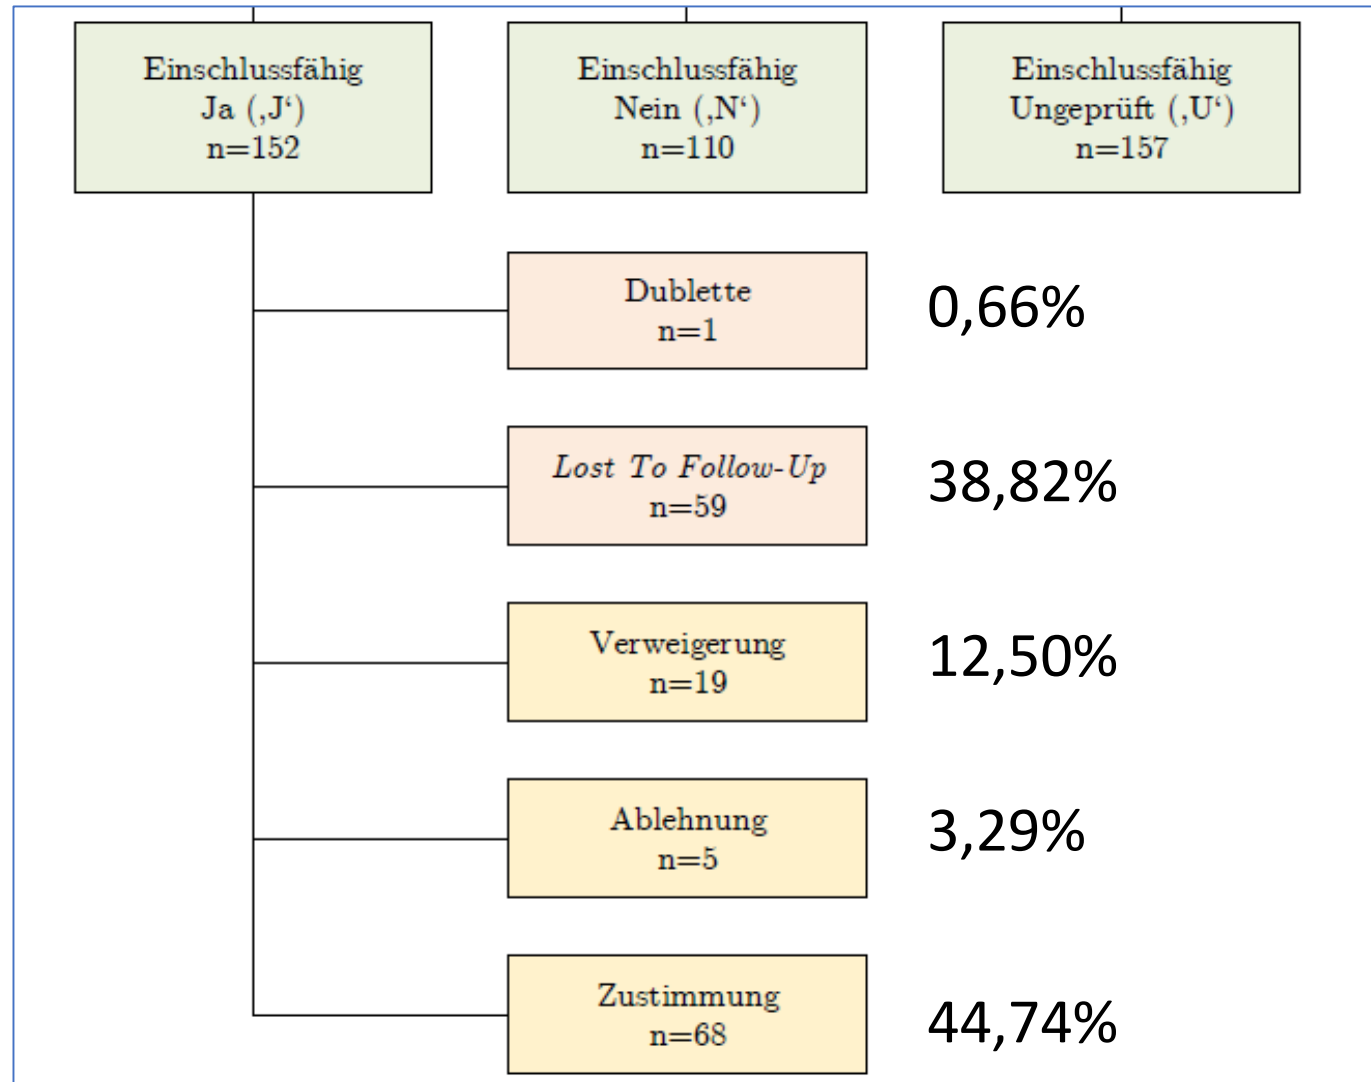 Einschlussfähig
Ja (‚J‘)
n=152
Einschlussfähig
Nein (‚N‘)
n=110
Einschlussfähig
Ungeprüft (‚U‘)
n=157
Dublette
n=1
0,66%
Lost To Follow-Up
n=59
38,82%
Verweigerung
n=19
12,50%
Ablehnung
n=5
3,29%
Zustimmung
n=68
44,74%